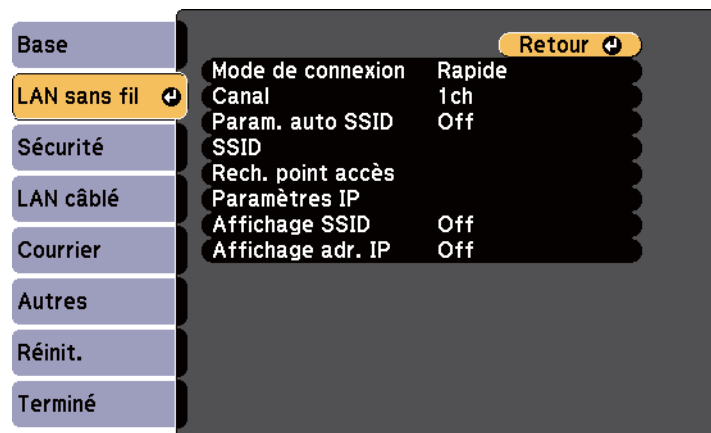 Base
LAN sans fil
Sécurité
LAN câblé
Courrier
Autres
Réinit.
Terminé
Retour
Mode de connexion Rapide
Canal 1ch
Param. auto SSID Off
SSID
Rech. point accès
Paramètres IP
Affichage SSID Off
Affichage adr. IP Off